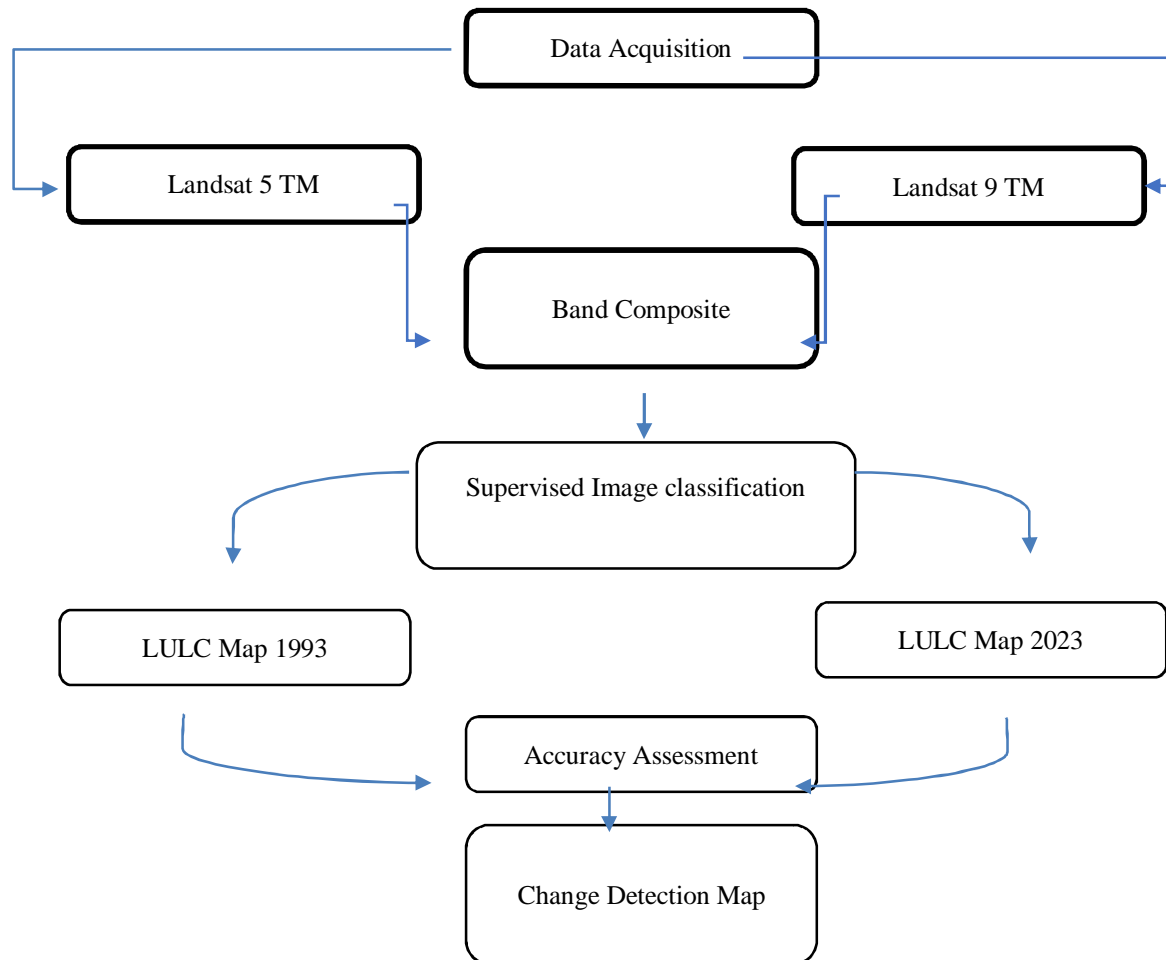 Data Acquisition
Landsat 5 TM
Landsat 9 TM
Band Composite
Supervised Image classification
LULC Map 1993
LULC Map 2023
Accuracy Assessment
Change Detection Map